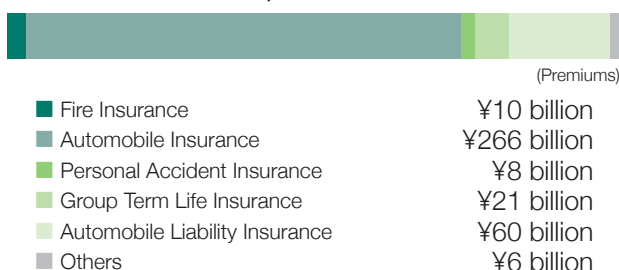 (Premiums)
Fire Insurance ¥10 billion
Automobile Insurance ¥266 billion
Personal Accident Insurance ¥8 billion
Group Term Life Insurance ¥21 billion
Automobile Liability Insurance ¥60 billion
Others ¥6 billion